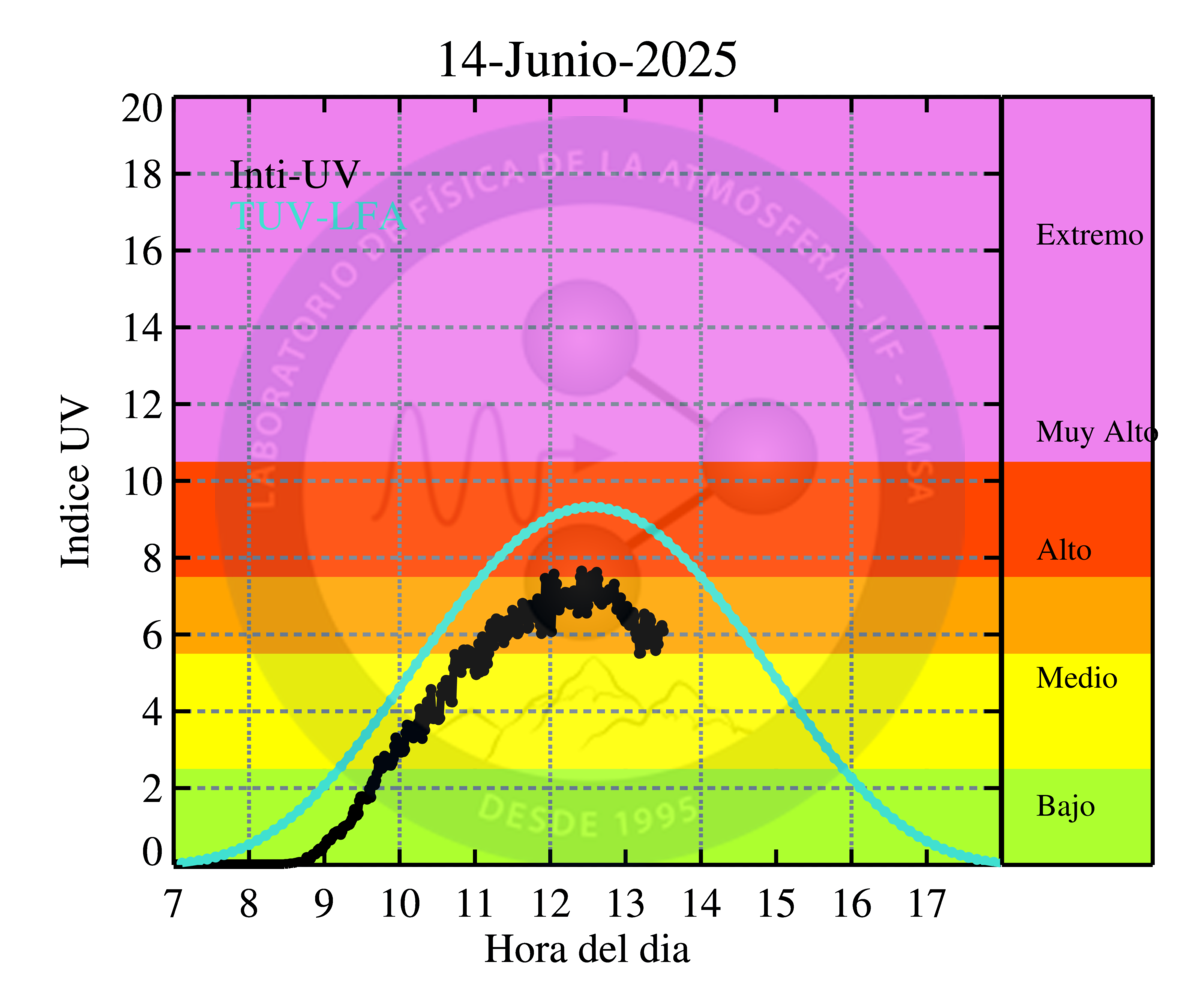 14-Junio-2025
20
18
16
14
12
10
8
6
4
2
0
Indice UV
Inti-UV
TUV-LFA
LABORATORIO DE FÍSICA DE LA ATMÓSFERA - IIF - UMSA
DESDE 1995
Extremo
Muy Alto
Alto
Medio
Bajo
7 8 9 10 11 12 13 14 15 16 17
Hora del dia